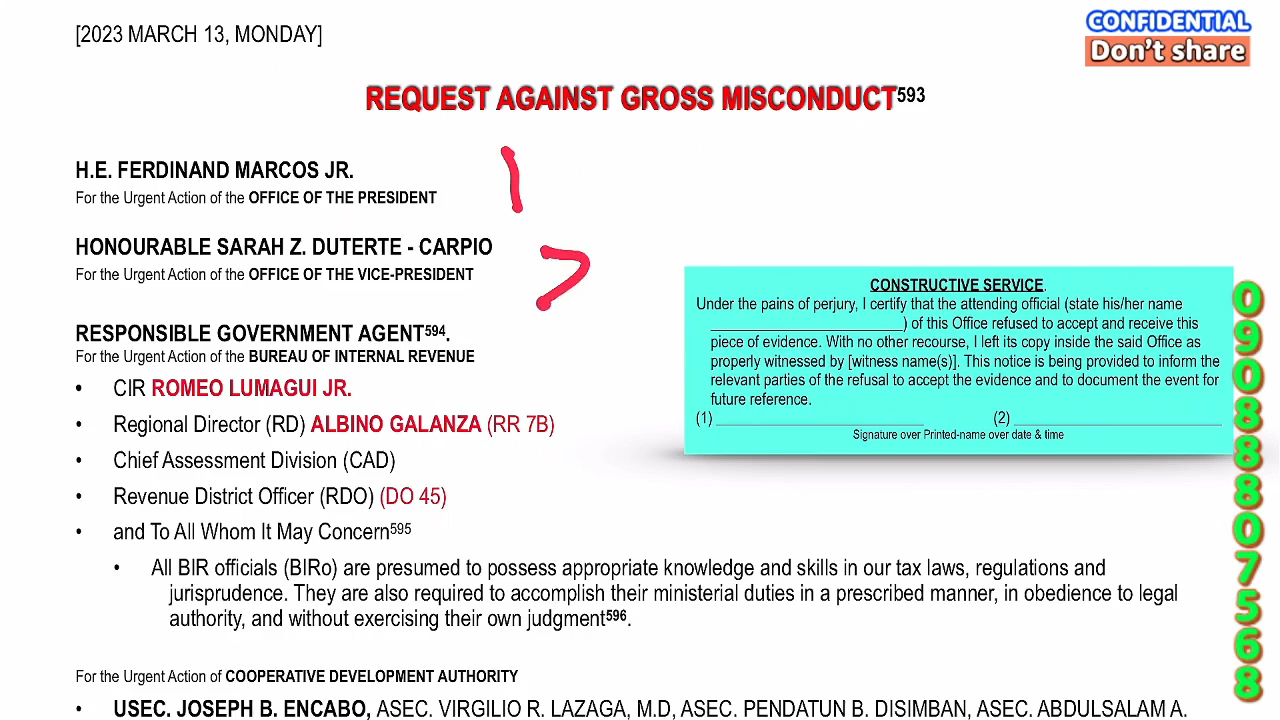 [2023 MARCH 13, MONDAY]
CONFIDENTIAL
Don't share
REQUEST AGAINST GROSS MISCONDUCT593
H.E. FERDINAND MARCOS JR.
For the Urgent Action of the OFFICE OF THE PRESIDENT
1
HONOURABLE SARAH Z. DUTERTE - CARPIO
For the Urgent Action of the OFFICE OF THE VICE-PRESIDENT
RESPONSIBLE GOVERNMENT AGENT594.
For the Urgent Action of the BUREAU OF INTERNAL REVENUE
• CIR ROMEO LUMAGUI JR.
• Regional Director (RD) ALBINO GALANZA (RR 7B)
• Chief Assessment Division (CAD)
• Revenue District Officer (RDO) (DO 45)
• and To All Whom It May Concern595
• All BIR officials (BIRo) are presumed to possess appropriate knowledge and skills in our tax laws, regulations and
jurisprudence. They are also required to accomplish their ministerial duties in a prescribed manner, in obedience to legal
authority, and without exercising their own judgment596.
For the Urgent Action of COOPERATIVE DEVELOPMENT AUTHORITY
• USEC. JOSEPH B. ENCABO, ASEC. VIRGILIO R. LAZAGA, M.D, ASEC. PENDATUN B. DISIMBAN, ASEC. ABDULSALAM A.
CONSTRUCTIVE SERVICE.
Under the pains of perjury, I certify that the attending official (state his/her name
________________________) of this Office refused to accept and receive this
piece of evidence. With no other recourse, I left its copy inside the said Office as
properly witnessed by [witness name(s)]. This notice is being provided to inform the
relevant parties of the refusal to accept the evidence and to document the event for
future reference.
(1) __________________________ (2) __________________________
Signature over Printed-name over date & time
09088807568